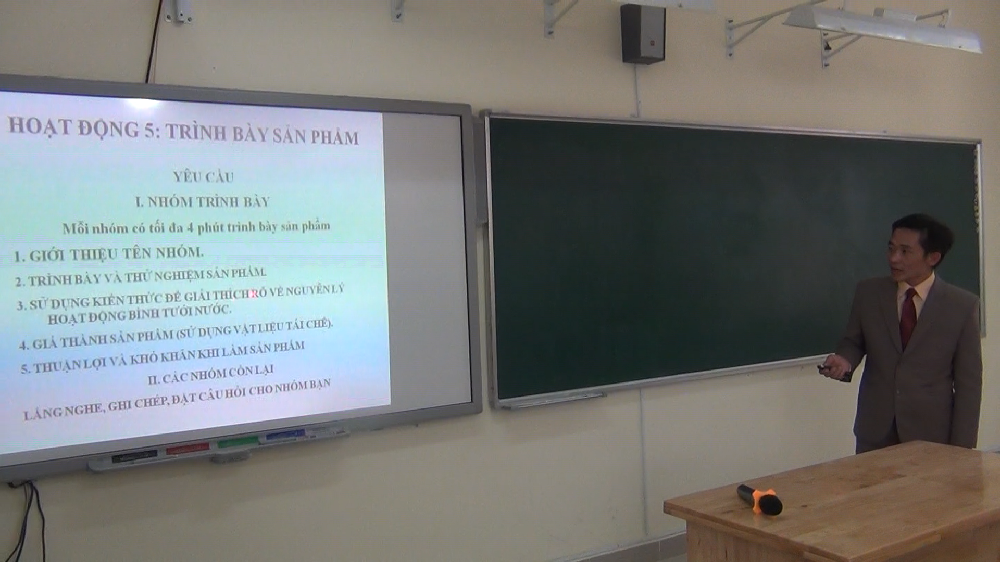 HOẠT ĐỘNG 5: TRÌNH BÀY SẢN PHẨM
YÊU CẦU
I. NHÓM TRÌNH BÀY
Mỗi nhóm có tối đa 4 phút trình bày sản phẩm
1. GIỚI THIỆU TÊN NHÓM.
2. TRÌNH BÀY VÀ THỬ NGHIỆM SẢN PHẨM.
3. SỬ DỤNG KIẾN THỨC ĐỂ GIẢI THÍCH RÕ VỀ NGUYÊN LÝ
HOẠT ĐỘNG BÌNH TƯỚI NƯỚC.
4. GIÁ THÀNH SẢN PHẨM (SỬ DỤNG VẬT LIỆU TÁI CHẾ).
5. THUẬN LỢI VÀ KHÓ KHĂN KHI LÀM SẢN PHẨM
II. CÁC NHÓM CÒN LẠI
LẮNG NGHE, GHI CHÉP, ĐẶT CÂU HỎI CHO NHÓM BẠN